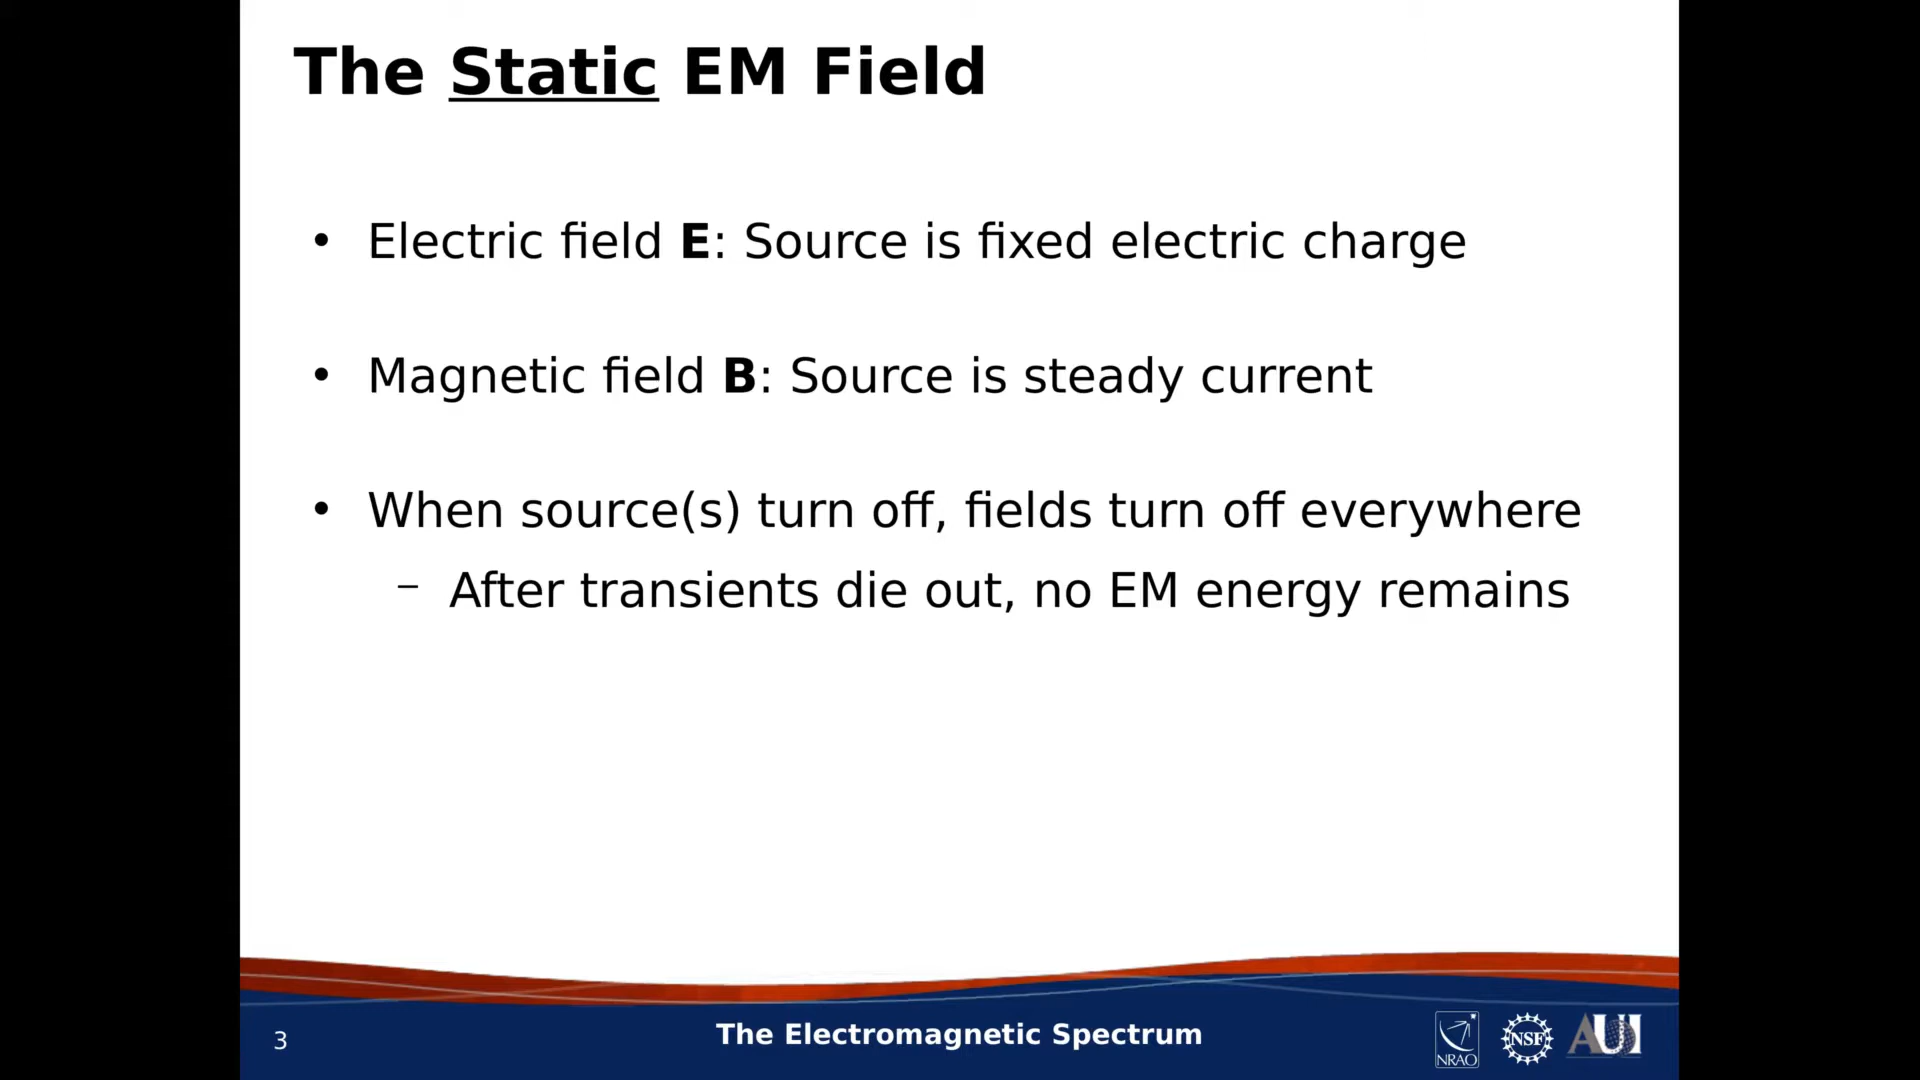 The Static EM Field
• Electric field E: Source is fixed electric charge
• Magnetic field B: Source is steady current
• When source(s) turn off, fields turn off everywhere
– After transients die out, no EM energy remains
3
The Electromagnetic Spectrum
NRAO
NSF
AUI